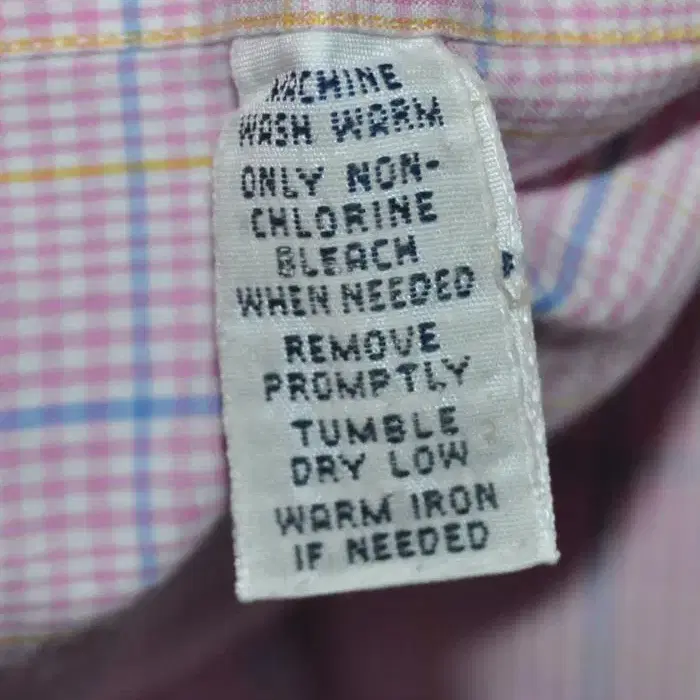 MACHINE
WASH WARM
ONLY NON-
CHLORINE
BLEACH
WHEN NEEDED
REMOVE
PROMPTLY
TUMBLE
DRY LOW
WARM IRON
IF NEEDED